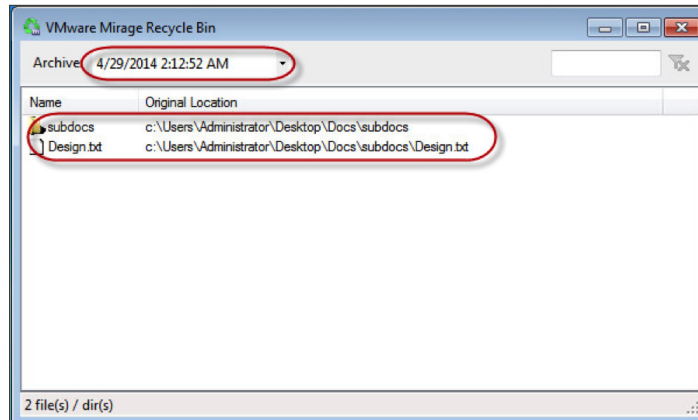 VMware Mirage Recycle Bin
Archive 4/29/2014 2:12:52 AM
Name Original Location
subdocs c:\Users\Administrator\Desktop\Docs\subdocs
Design.txt c:\Users\Administrator\Desktop\Docs\subdocs\Design.txt
2 file(s) / dir(s)